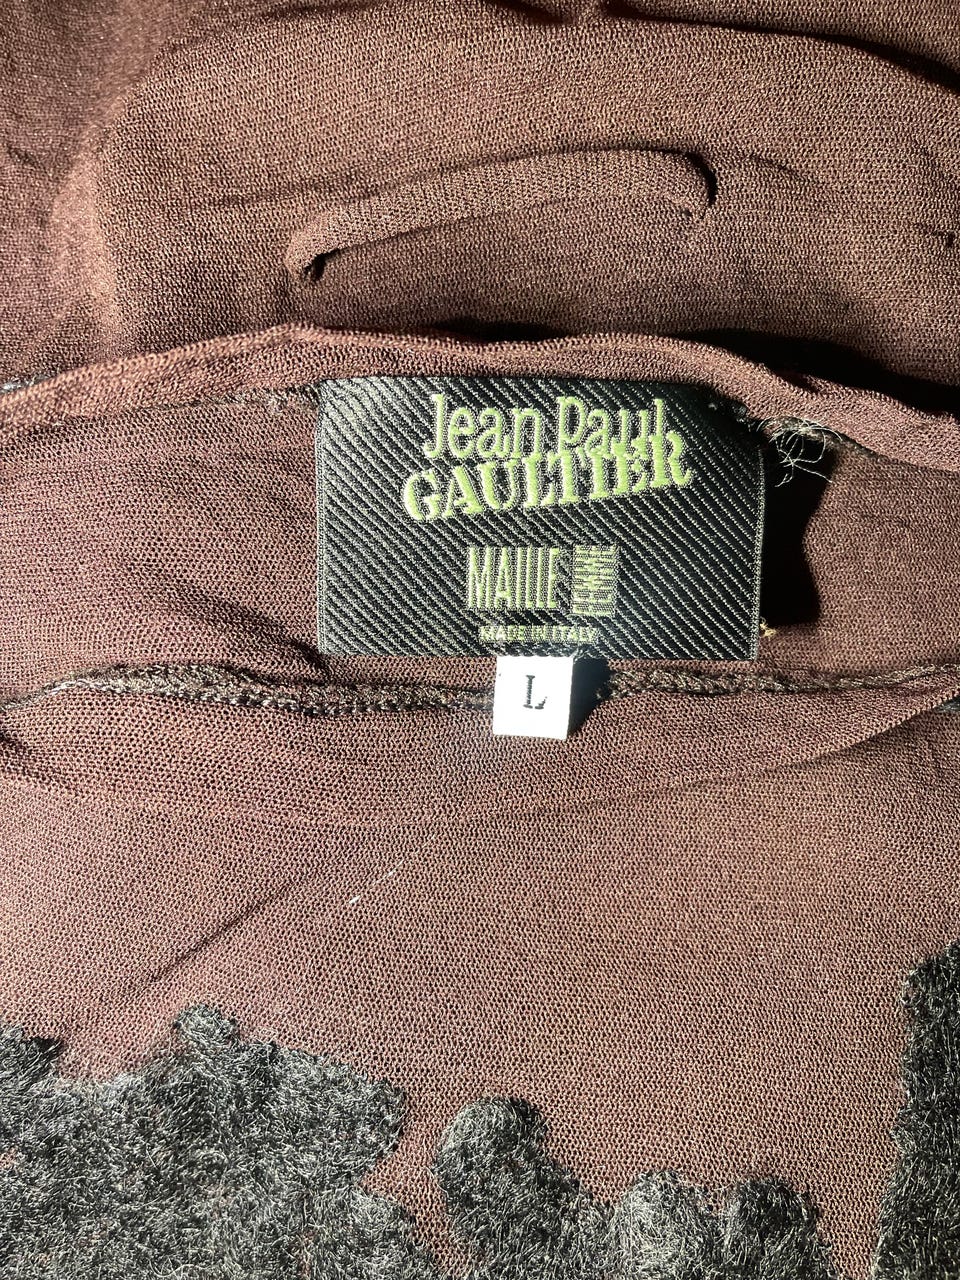 Jean Paul
GAULTIER
MAILLE FEMME
MADE IN ITALY
L